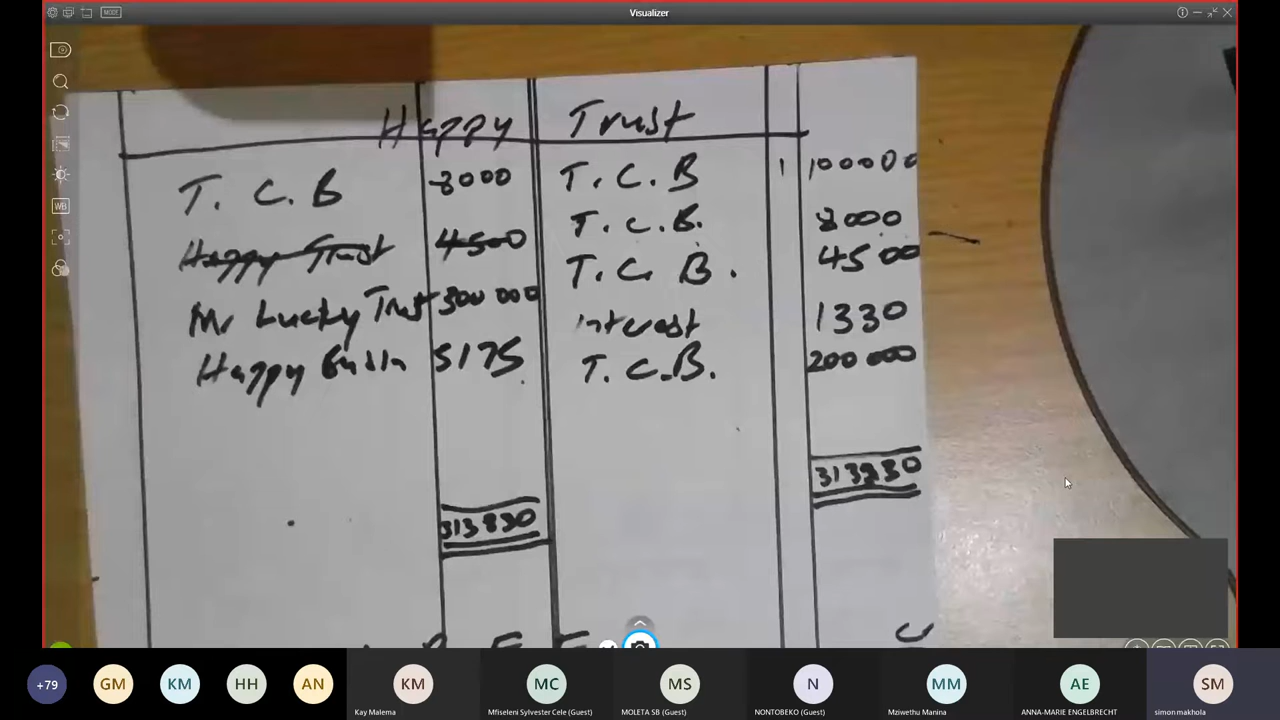 MODE
Visualizer
WB
Happy Trust
T. C. B 8000 T. C. B 1 100000
Happy Trust 4500 T. C. B. 8000
Mr Lucky Trust 300 000 T. C. B. 4500
Happy 5175 interest 1330
T. C. B. 200 000
313830
313830
+79
GM
KM
HH
AN
KM
MC
MS
N
MM
AE
SM
Kay Malema
Mfiseleni Sylvester Cele (Guest)
MOLETA SB (Guest)
NONTOBEKO (Guest)
Mziwethu Manina
ANNA-MARIE ENGELBRECHT
simon makhola